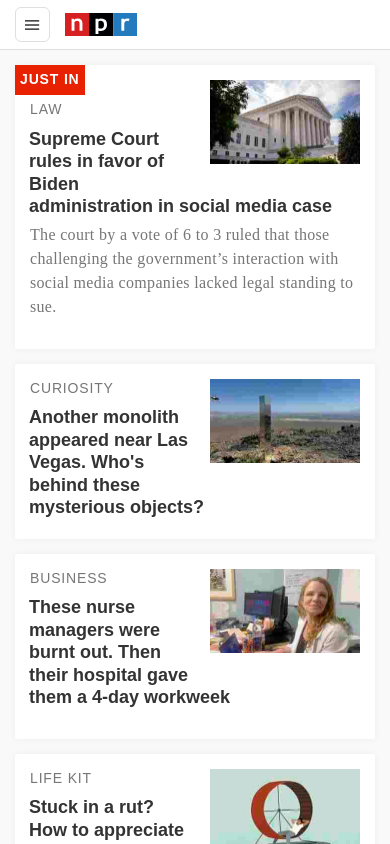 npr
JUST IN
LAW
Supreme Court
rules in favor of
Biden
administration in social media case
The court by a vote of 6 to 3 ruled that those
challenging the government’s interaction with
social media companies lacked legal standing to
sue.
CURIOSITY
Another monolith
appeared near Las
Vegas. Who's
behind these
mysterious objects?
BUSINESS
These nurse
managers were
burnt out. Then
their hospital gave
them a 4-day workweek
LIFE KIT
Stuck in a rut?
How to appreciate